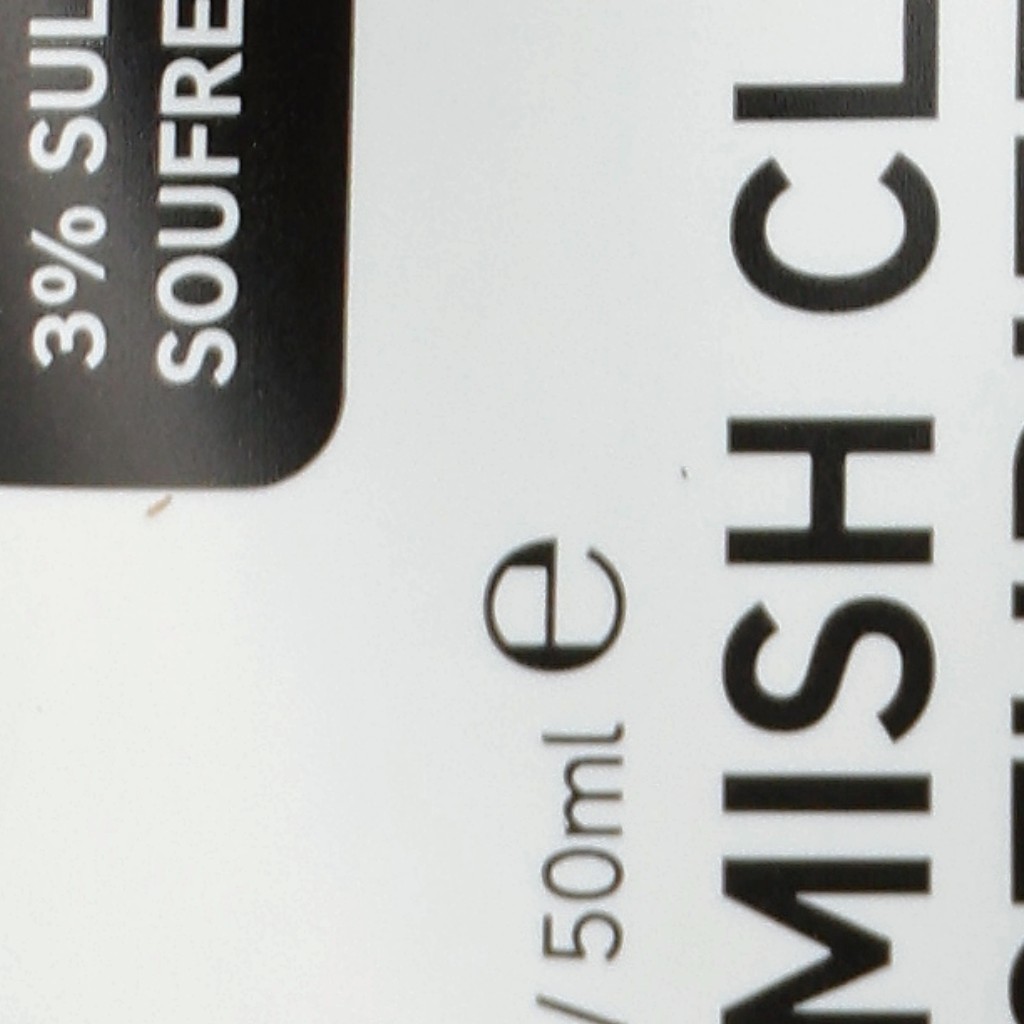 3% SUL
SOUFRE
/ 50ml e
MISH CL